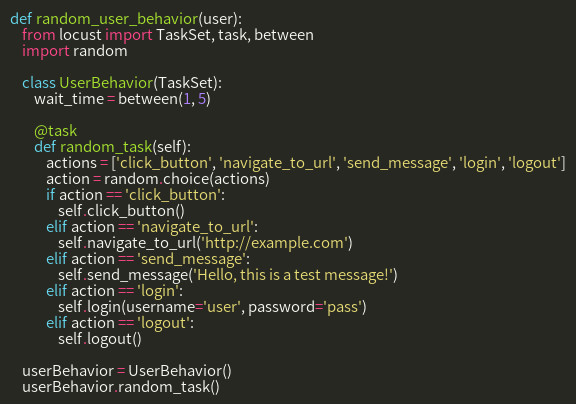 def random_user_behavior(user):
from locust import TaskSet, task, between
import random
class UserBehavior(TaskSet):
wait_time = between(1, 5)
@task
def random_task(self):
actions = ['click_button', 'navigate_to_url', 'send_message', 'login', 'logout']
action = random.choice(actions)
if action == 'click_button':
self.click_button()
elif action == 'navigate_to_url':
self.navigate_to_url('http://example.com')
elif action == 'send_message':
self.send_message('Hello, this is a test message!')
elif action == 'login':
self.login(username='user', password='pass')
elif action == 'logout':
self.logout()
userBehavior = UserBehavior()
userBehavior.random_task()